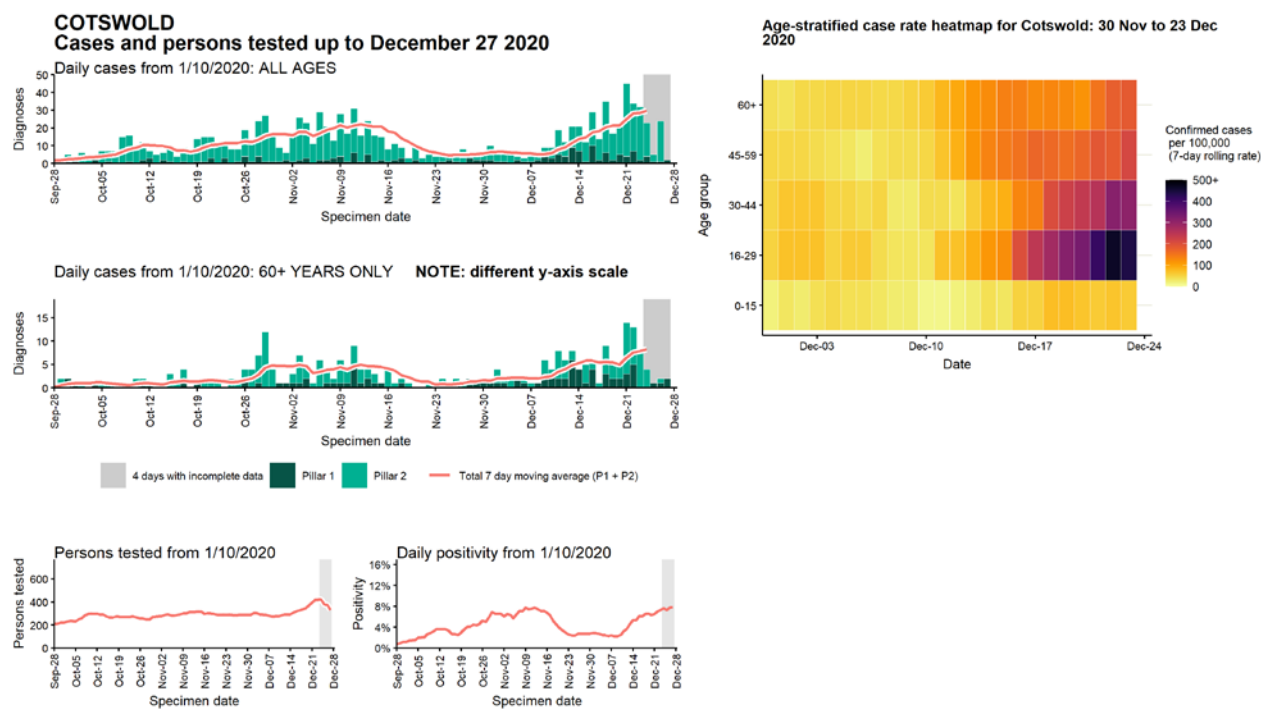 COTSWOLD
Cases and persons tested up to December 27 2020
Daily cases from 1/10/2020: ALL AGES
Diagnoses
50
40
30
20
10
0
Sep-28
Oct-05
Oct-12
Oct-19
Oct-26
Nov-02
Nov-09
Nov-16
Nov-23
Nov-30
Dec-07
Dec-14
Dec-21
Dec-28
Specimen date
Daily cases from 1/10/2020: 60+ YEARS ONLY NOTE: different y-axis scale
Diagnoses
15
10
5
0
Sep-28
Oct-05
Oct-12
Oct-19
Oct-26
Nov-02
Nov-09
Nov-16
Nov-23
Nov-30
Dec-07
Dec-14
Dec-21
Dec-28
Specimen date
4 days with incomplete data Pillar 1 Pillar 2 Total 7 day moving average (P1 + P2)
Persons tested from 1/10/2020
Persons tested
600
400
200
0
Sep-28
Oct-05
Oct-12
Oct-19
Oct-26
Nov-02
Nov-09
Nov-16
Nov-23
Nov-30
Dec-07
Dec-14
Dec-21
Dec-28
Specimen date
Daily positivity from 1/10/2020
Positivity
16%
12%
8%
4%
0%
Sep-28
Oct-05
Oct-12
Oct-19
Oct-26
Nov-02
Nov-09
Nov-16
Nov-23
Nov-30
Dec-07
Dec-14
Dec-21
Dec-28
Specimen date
Age-stratified case rate heatmap for Cotswold: 30 Nov to 23 Dec
2020
Age group
60+
45-59
30-44
16-29
0-15
Dec-03
Dec-10
Dec-17
Dec-24
Date
Confirmed cases
per 100,000
(7-day rolling rate)
500+
400
300
200
100
0